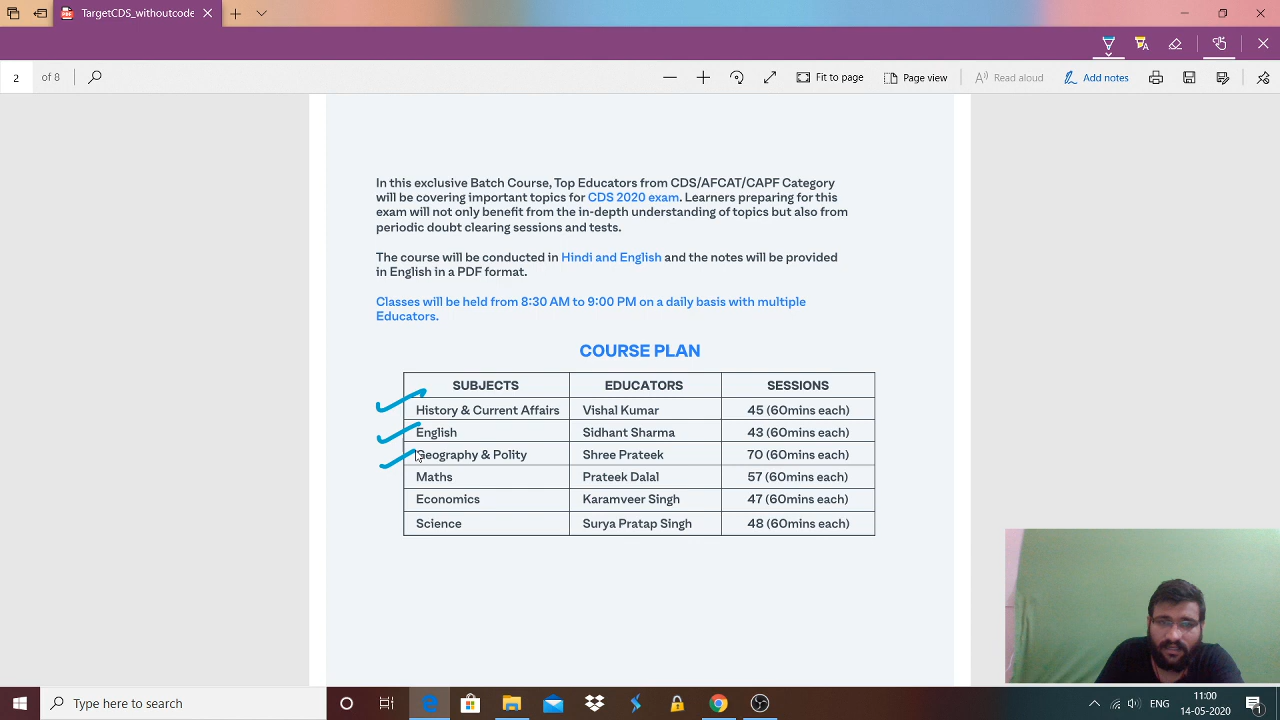 TargetCDS_withoutdc
2 of 8
Fit to page
Page view
Read aloud
Add notes
In this exclusive Batch Course, Top Educators from CDS/AFCAT/CAPF Category
will be covering important topics for CDS 2020 exam. Learners preparing for this
exam will not only benefit from the in-depth understanding of topics but also from
periodic doubt clearing sessions and tests.
The course will be conducted in Hindi and English and the notes will be provided
in English in a PDF format.
Classes will be held from 8:30 AM to 9:00 PM on a daily basis with multiple
Educators.
COURSE PLAN
SUBJECTS EDUCATORS SESSIONS
History & Current Affairs Vishal Kumar 45 (60mins each)
English Sidhant Sharma 43 (60mins each)
Geography & Polity Shree Prateek 70 (60mins each)
Maths Prateek Dalal 57 (60mins each)
Economics Karamveer Singh 47 (60mins each)
Science Surya Pratap Singh 48 (60mins each)
Type here to search
ENG
11:00
14-05-2020